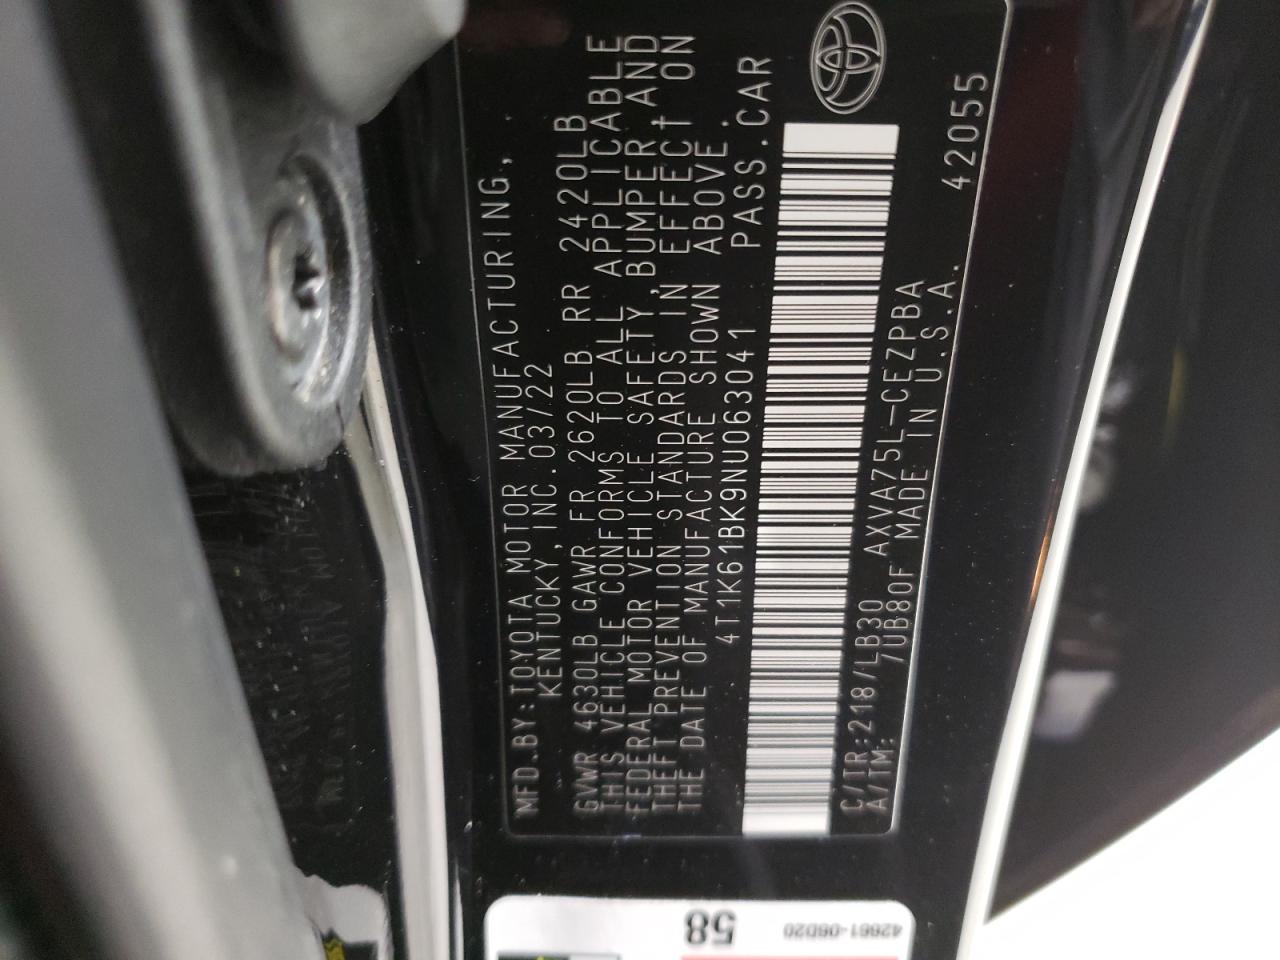 MFD.BY:TOYOTA MOTOR MANUFACTURING,
KENTUCKY, INC.03/22
GVWR 4630LB GAWR FR 2620LB RR 2420LB
THIS VEHICLE CONFORMS TO ALL APPLICABLE
FEDERAL MOTOR VEHICLE SAFETY,BUMPER,AND
THEFT PREVENTION STANDARDS IN EFFECT ON
THE DATE OF MANUFACTURE SHOWN ABOVE.
4T1K61BK9NU063041 PASS.CAR
C/TR:218/LB30 AXVA75L-CEZPBA 42055
A/TM: 7UB80F MADE IN U.S.A.
58
42661-06D20